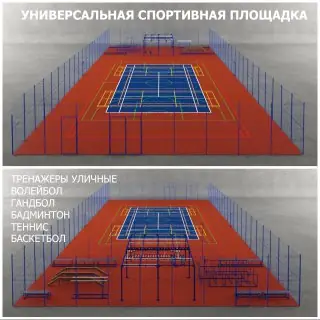 УНИВЕРСАЛЬНАЯ СПОРТИВНАЯ ПЛОЩАДКА
ТРЕНАЖЕРЫ УЛИЧНЫЕ
ВОЛЕЙБОЛ
ГАНДБОЛ
БАДМИНТОН
ТЕННИС
БАСКЕТБОЛ